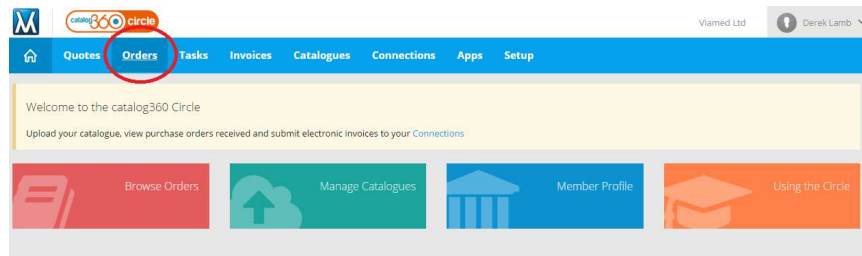 catalog360 circle
Viamed Ltd
Derek Lamb
Quotes Orders Tasks Invoices Catalogues Connections Apps Setup
Welcome to the catalog360 Circle
Upload your catalogue, view purchase orders received and submit electronic invoices to your Connections
Browse Orders
Manage Catalogues
Member Profile
Using the Circle